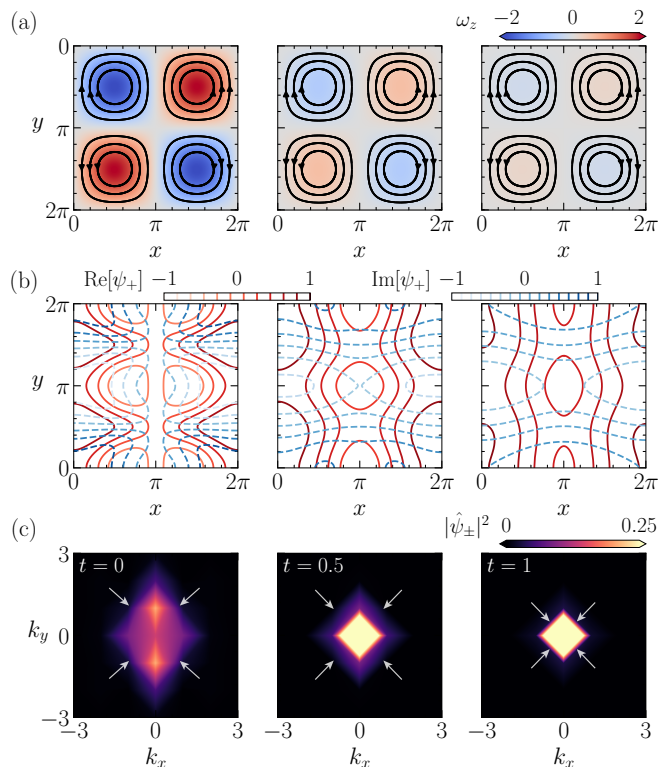 (a) ω_z −2 0 2
0
y π
2π
0 π 2π 0 π 2π 0 π 2π
x x x
(b) Re[ψ₊] −1 0 1 Im[ψ₊] −1 0 1
2π
y π
0
0 π 2π 0 π 2π 0 π 2π
x x x
(c) |ψ̂±|² 0 0.25
3 t = 0 t = 0.5 t = 1
k_y 0
−3
−3 0 3 −3 0 3 −3 0 3
k_x k_x k_x